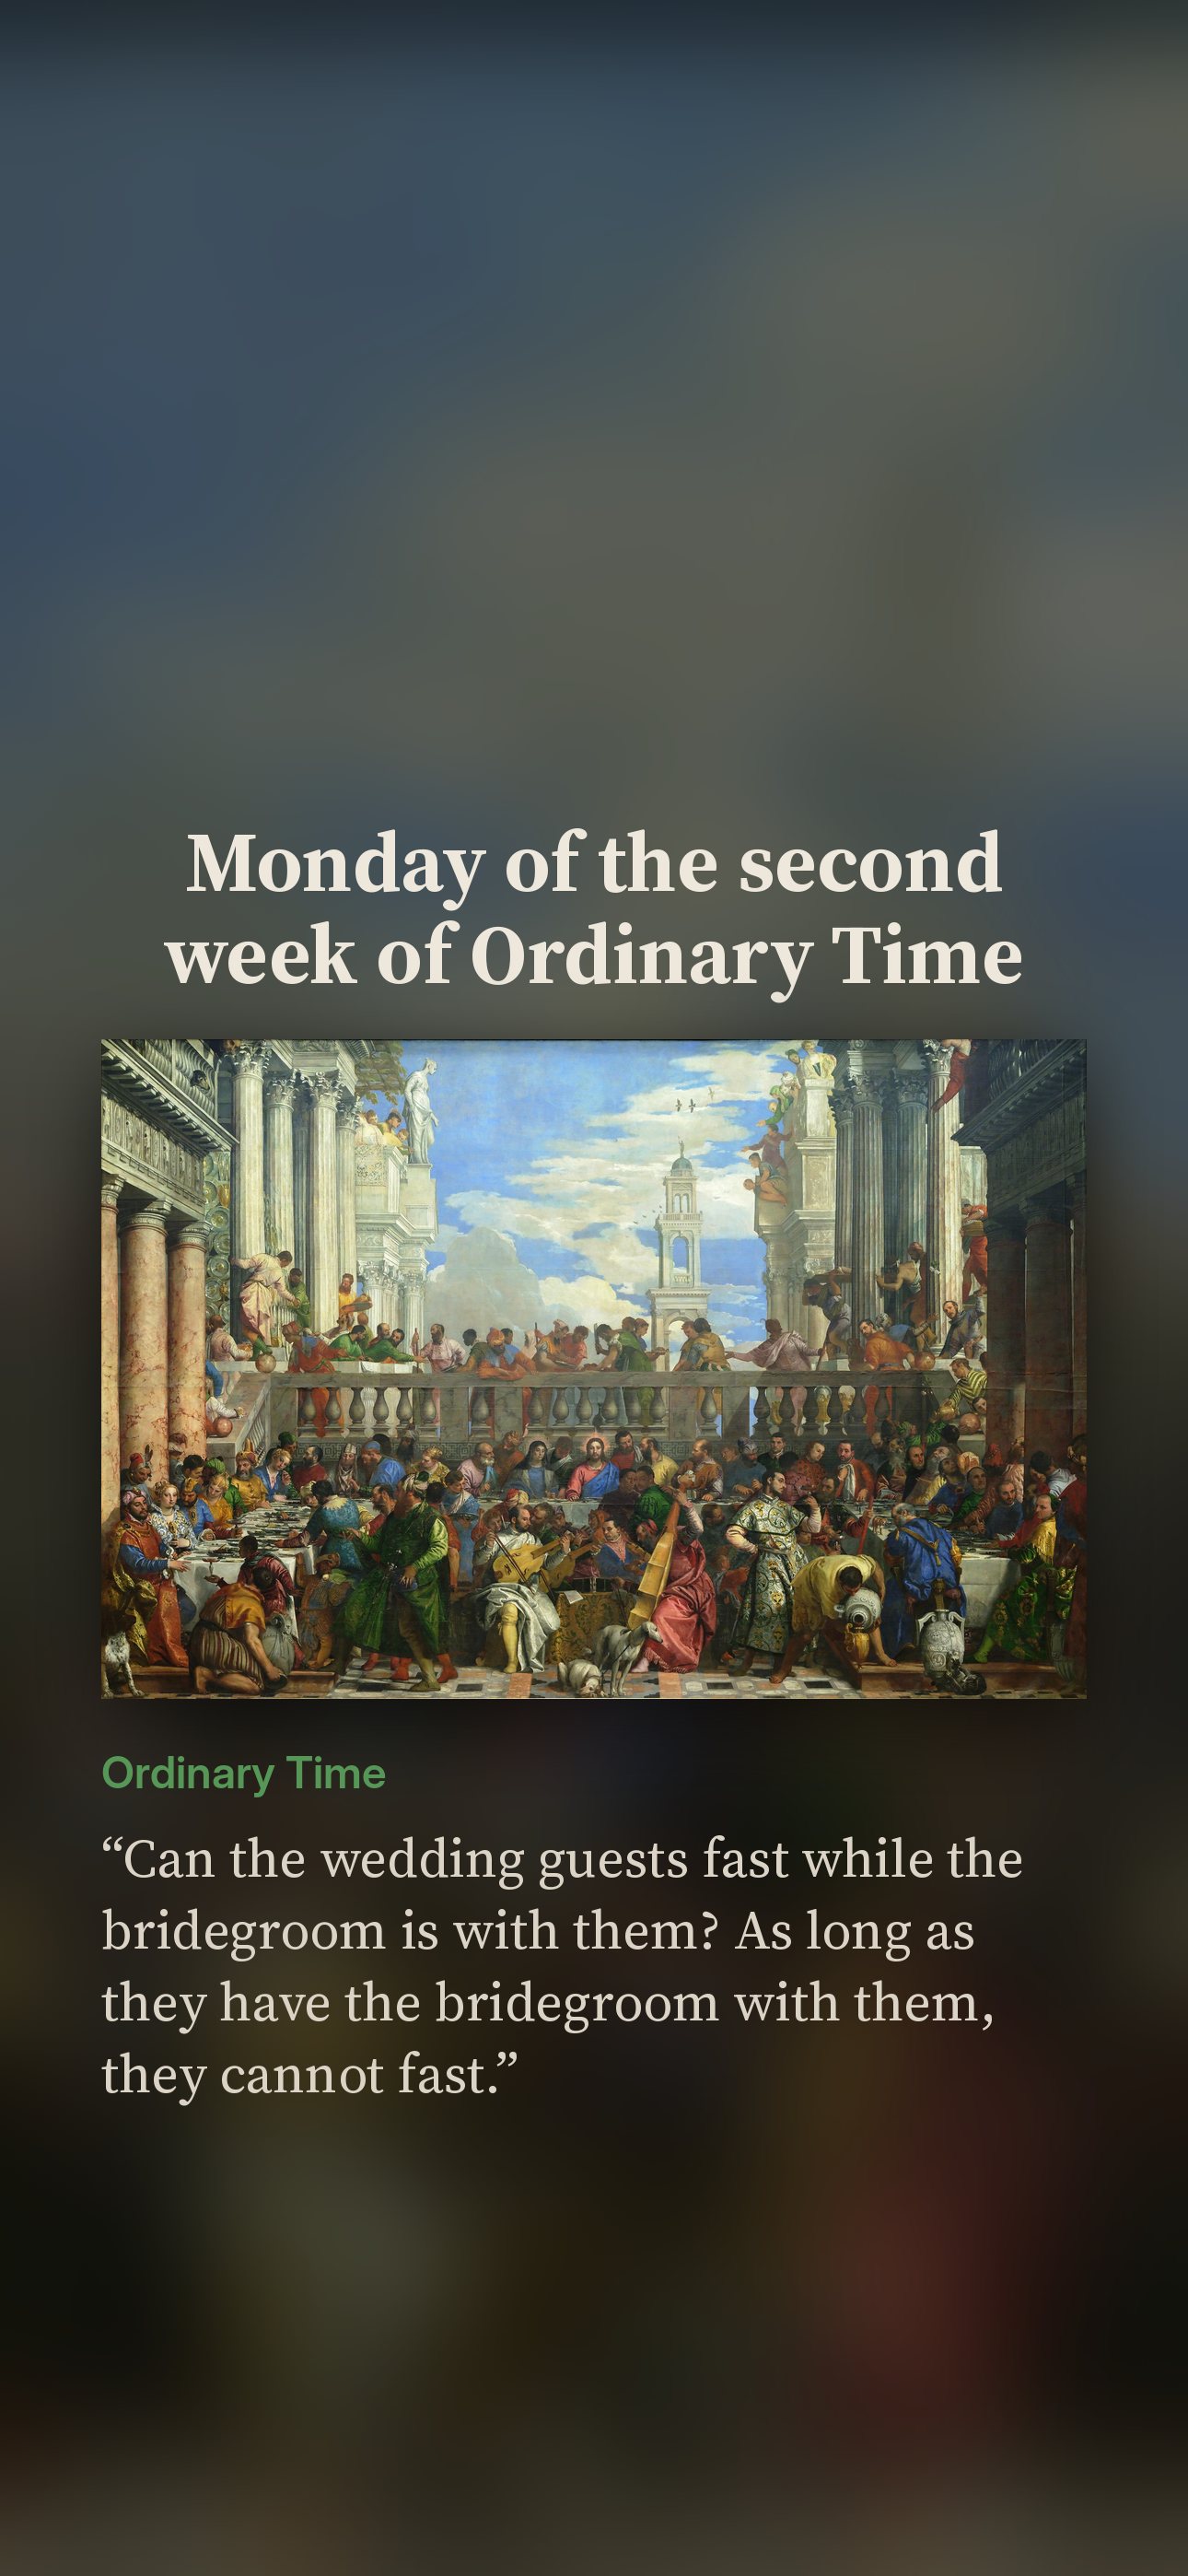 Monday of the second
week of Ordinary Time
Ordinary Time
“Can the wedding guests fast while the
bridegroom is with them? As long as
they have the bridegroom with them,
they cannot fast.”